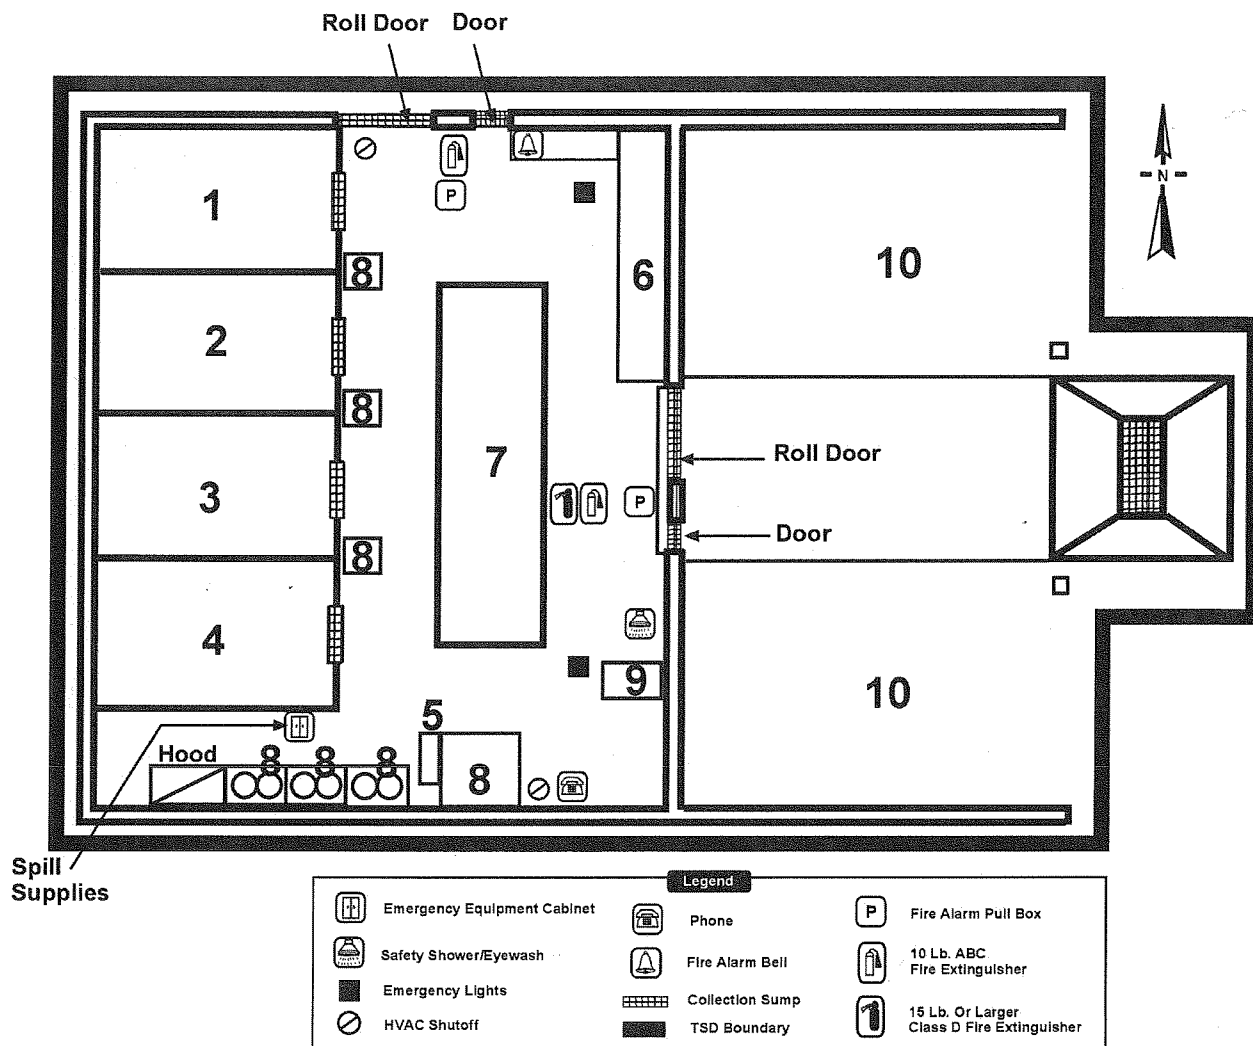 Roll Door Door
N
1
2
3
4
8
8
8
6
7
10
Roll Door
Door
P
P
9
10
5
Hood
8 8 8
8
Spill
Supplies
Legend
Emergency Equipment Cabinet
Safety Shower/Eyewash
Emergency Lights
HVAC Shutoff
Phone
Fire Alarm Bell
Collection Sump
TSD Boundary
P
Fire Alarm Pull Box
10 Lb. ABC
Fire Extinguisher
15 Lb. Or Larger
Class D Fire Extinguisher